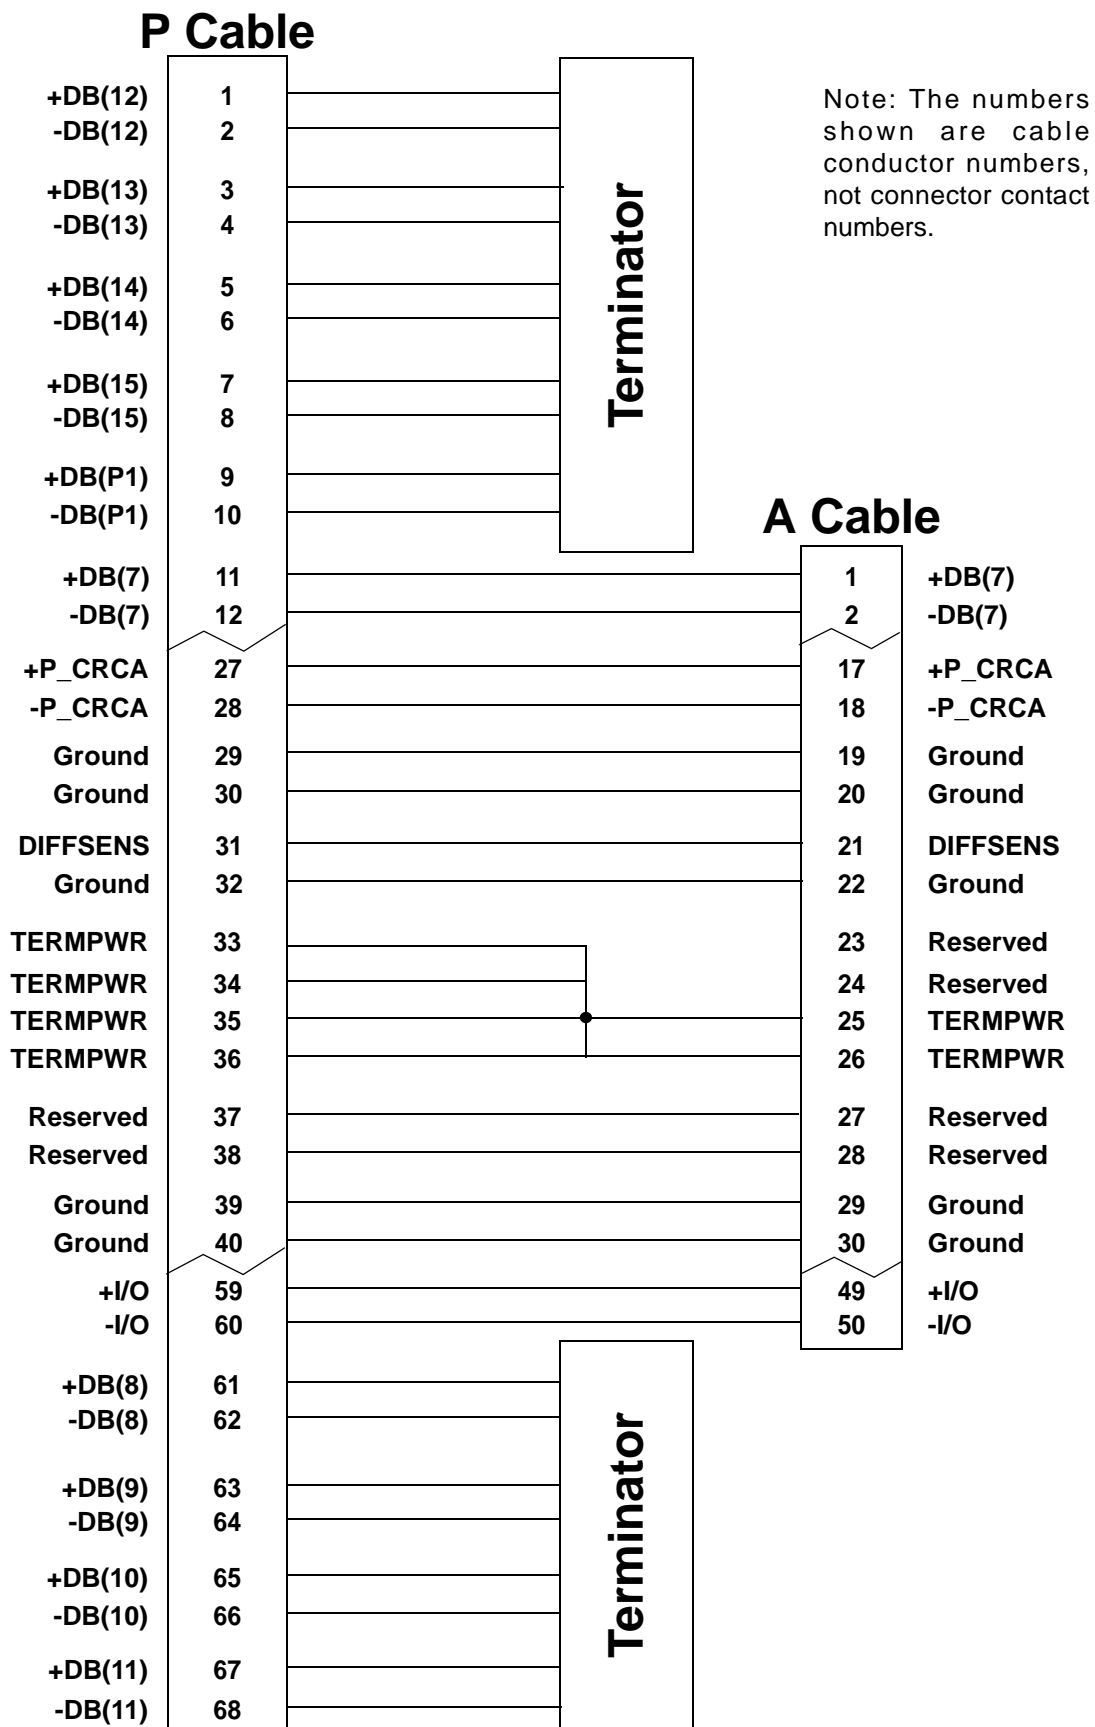 P Cable
+DB(12) 1
-DB(12) 2
+DB(13) 3
-DB(13) 4
+DB(14) 5
-DB(14) 6
+DB(15) 7
-DB(15) 8
+DB(P1) 9
-DB(P1) 10
Terminator
Note: The numbers
shown are cable
conductor numbers,
not connector contact
numbers.
A Cable
+DB(7) 11 1 +DB(7)
-DB(7) 12 2 -DB(7)
+P_CRCA 27 17 +P_CRCA
-P_CRCA 28 18 -P_CRCA
Ground 29 19 Ground
Ground 30 20 Ground
DIFFSENS 31 21 DIFFSENS
Ground 32 22 Ground
TERMPWR 33 23 Reserved
TERMPWR 34 24 Reserved
TERMPWR 35 25 TERMPWR
TERMPWR 36 26 TERMPWR
Reserved 37 27 Reserved
Reserved 38 28 Reserved
Ground 39 29 Ground
Ground 40 30 Ground
+I/O 59 49 +I/O
-I/O 60 50 -I/O
+DB(8) 61
-DB(8) 62
+DB(9) 63
-DB(9) 64
+DB(10) 65
-DB(10) 66
+DB(11) 67
-DB(11) 68
Terminator